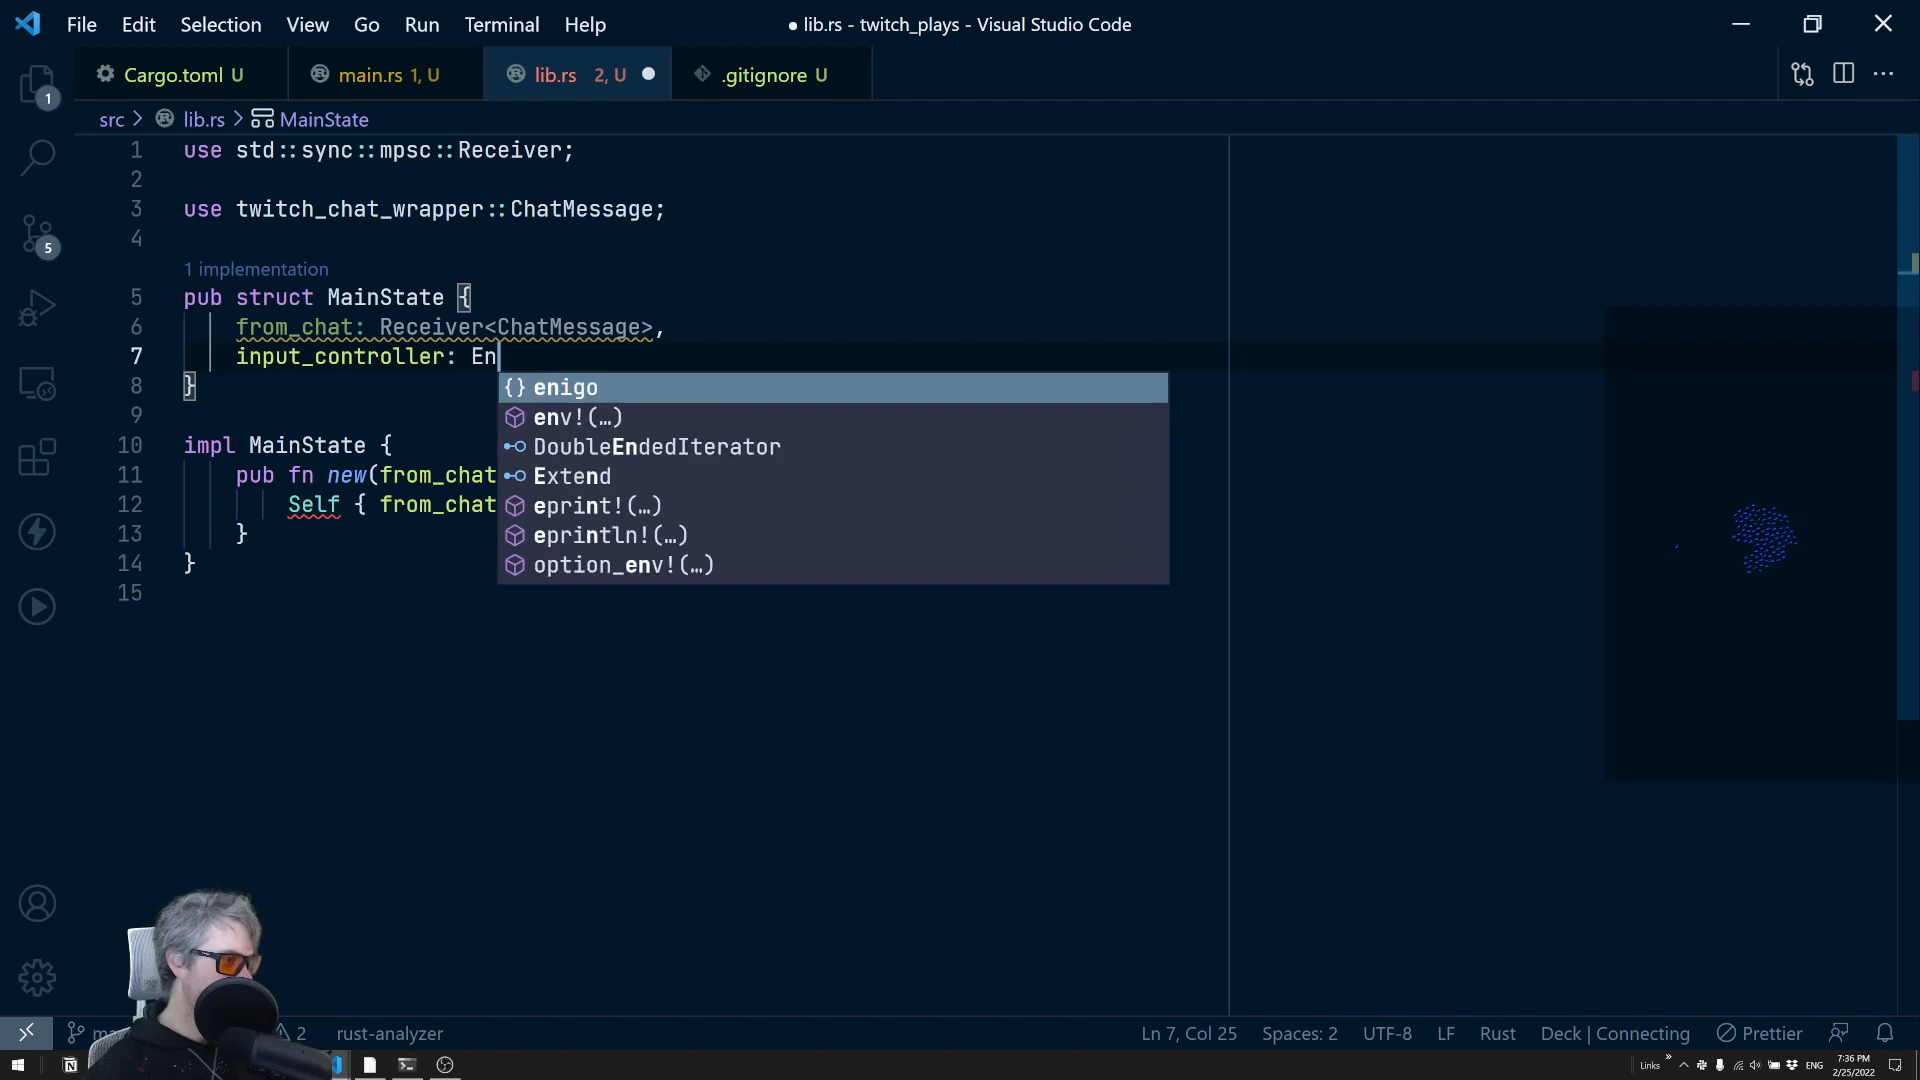 File Edit Selection View Go Run Terminal Help
● lib.rs - twitch_plays - Visual Studio Code
Cargo.toml U
main.rs 1, U
lib.rs 2, U
.gitignore U
src > lib.rs > MainState
1 use std::sync::mpsc::Receiver;
2
3 use twitch_chat_wrapper::ChatMessage;
4
1 implementation
5 pub struct MainState {
6 from_chat: Receiver<ChatMessage>,
7 input_controller: En
8 }
{} enigo
env!(…)
9
DoubleEndedIterator
10 impl MainState {
11 pub fn new(from_chat
Extend
12 Self { from_chat
eprint!(…)
13 }
eprintln!(…)
14 }
option_env!(…)
15
1
5
2 rust-analyzer
Ln 7, Col 25 Spaces: 2 UTF-8 LF Rust Deck | Connecting Prettier
Links » ENG 7:36 PM
2/25/2022